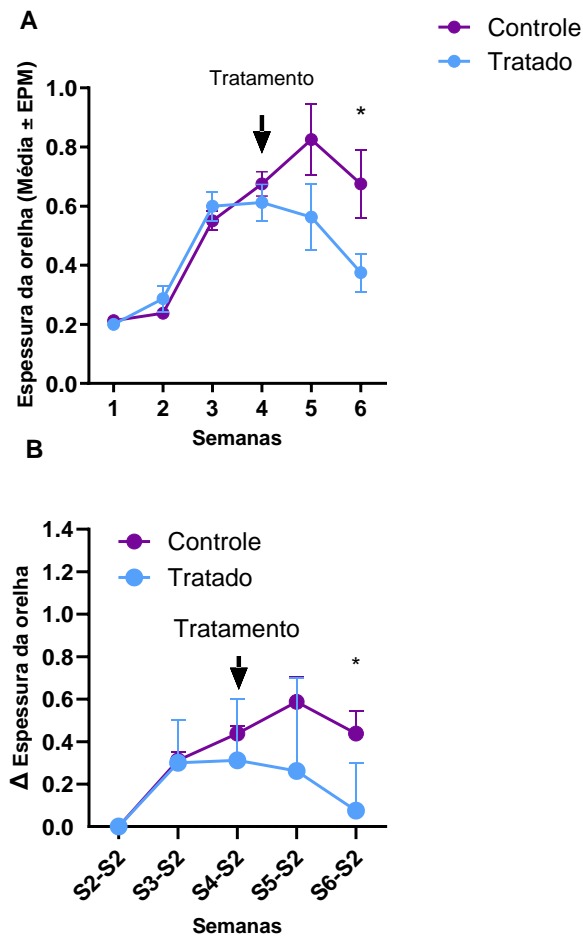 A
Controle
Tratado
Tratamento
*
Espessura da orelha (Média ± EPM)
1.0
0.8
0.6
0.4
0.2
0.0
1 2 3 4 5 6
Semanas
B
Controle
Tratado
Tratamento
*
Δ Espessura da orelha
1.4
1.2
1.0
0.8
0.6
0.4
0.2
0.0
S2-S2 S3-S2 S4-S2 S5-S2 S6-S2
Semanas